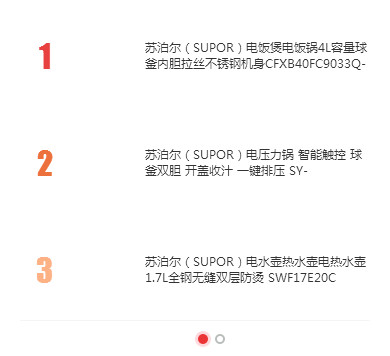 1
苏泊尔（SUPOR）电饭煲电饭锅4L容量球
釜内胆拉丝不锈钢机身CFXB40FC9033Q-
2
苏泊尔（SUPOR）电压力锅 智能触控 球
釜双胆 开盖收汁 一键排压 SY-
3
苏泊尔（SUPOR）电水壶热水壶电热水壶
1.7L全钢无缝双层防烫 SWF17E20C